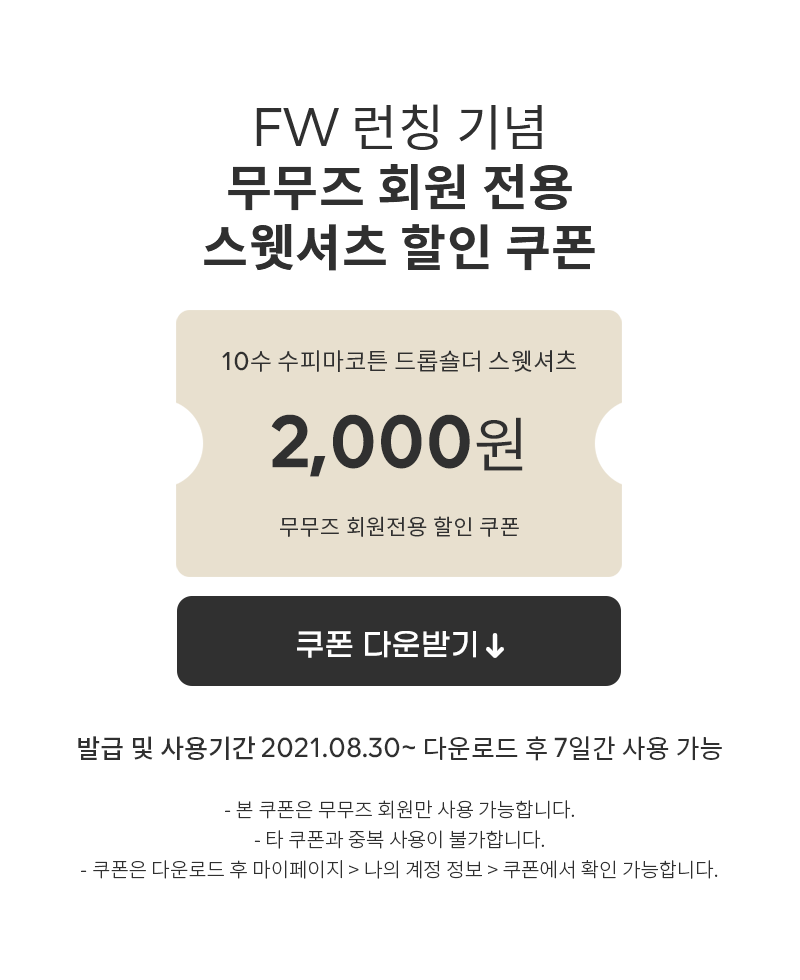 FW 런칭 기념
무무즈 회원 전용
스웻셔츠 할인 쿠폰
10수 수피마코튼 드롭숄더 스웻셔츠
2,000원
무무즈 회원전용 할인 쿠폰
쿠폰 다운받기↓
발급 및 사용기간 2021.08.30~ 다운로드 후 7일간 사용 가능
- 본 쿠폰은 무무즈 회원만 사용 가능합니다.
- 타 쿠폰과 중복 사용이 불가합니다.
- 쿠폰은 다운로드 후 마이페이지 > 나의 계정 정보 > 쿠폰에서 확인 가능합니다.